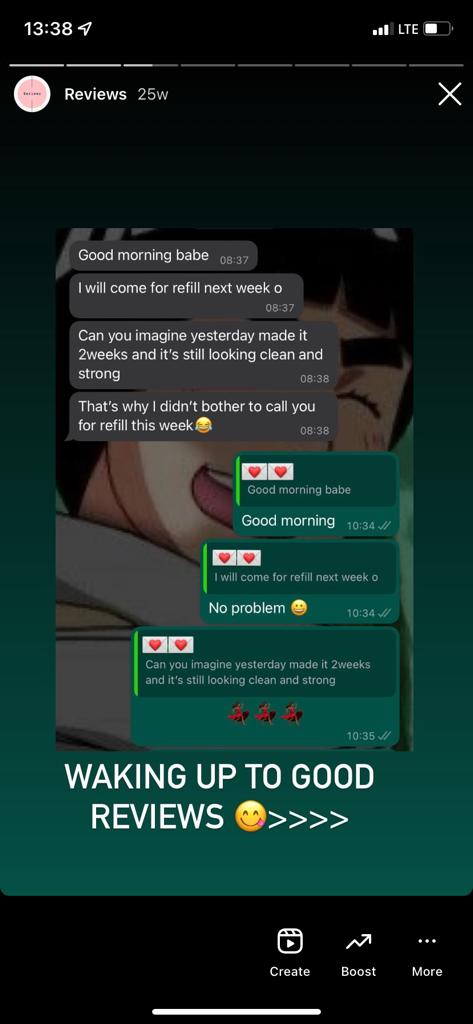 13:38
LTE
Reviews 25w
Good morning babe 08:37
I will come for refill next week o
08:37
Can you imagine yesterday made it
2weeks and it's still looking clean and
strong
08:38
That's why I didn't bother to call you
for refill this week😂
08:38
💌💌
Good morning babe
Good morning 10:34
💌💌
I will come for refill next week o
No problem 😀 10:34
💌💌
Can you imagine yesterday made it 2weeks
and it's still looking clean and strong
💃💃💃
10:35
WAKING UP TO GOOD
REVIEWS 😋>>>>
Create Boost More